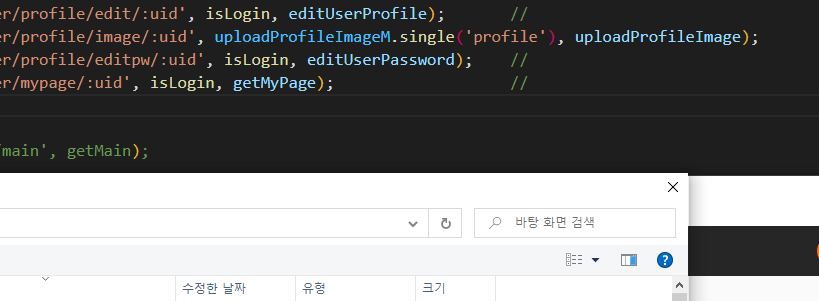 er/profile/edit/:uid', isLogin, editUserProfile); //
er/profile/image/:uid', uploadProfileImageM.single('profile'), uploadProfileImage);
er/profile/editpw/:uid', isLogin, editUserPassword); //
er/mypage/:uid', isLogin, getMyPage); //
/main', getMain);
바탕 화면 검색
수정한 날짜 유형 크기